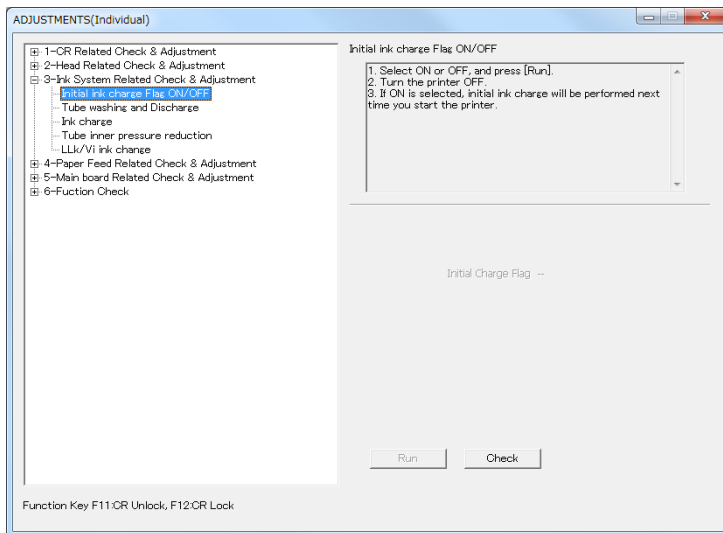 ADJUSTMENTS(Individual)
1-CR Related Check & Adjustment
2-Head Related Check & Adjustment
3-Ink System Related Check & Adjustment
Initial ink charge Flag ON/OFF
Tube washing and Discharge
Ink charge
Tube inner pressure reduction
LLk/Vi ink change
4-Paper Feed Related Check & Adjustment
5-Main board Related Check & Adjustment
6-Fuction Check
Initial ink charge Flag ON/OFF
1. Select ON or OFF, and press [Run].
2. Turn the printer OFF.
3. If ON is selected, initial ink charge will be performed next
time you start the printer.
Initial Charge Flag --
Run
Check
Function Key F11:CR Unlock, F12:CR Lock